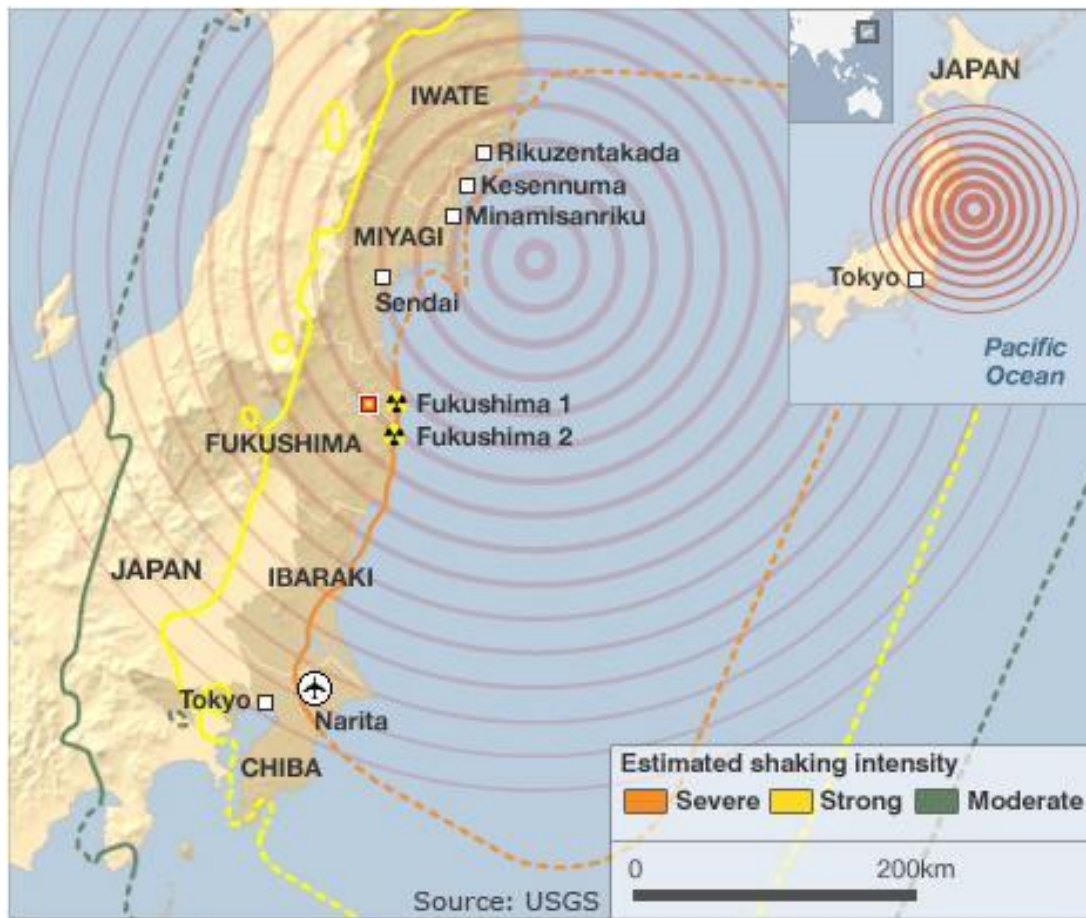 IWATE
JAPAN
Rikuzentakada
Kesennuma
Minamisanriku
MIYAGI
Sendai
Tokyo
Pacific
Ocean
Fukushima 1
FUKUSHIMA
Fukushima 2
JAPAN
IBARAKI
Tokyo
Narita
CHIBA
Estimated shaking intensity
Severe Strong Moderate
0 200km
Source: USGS